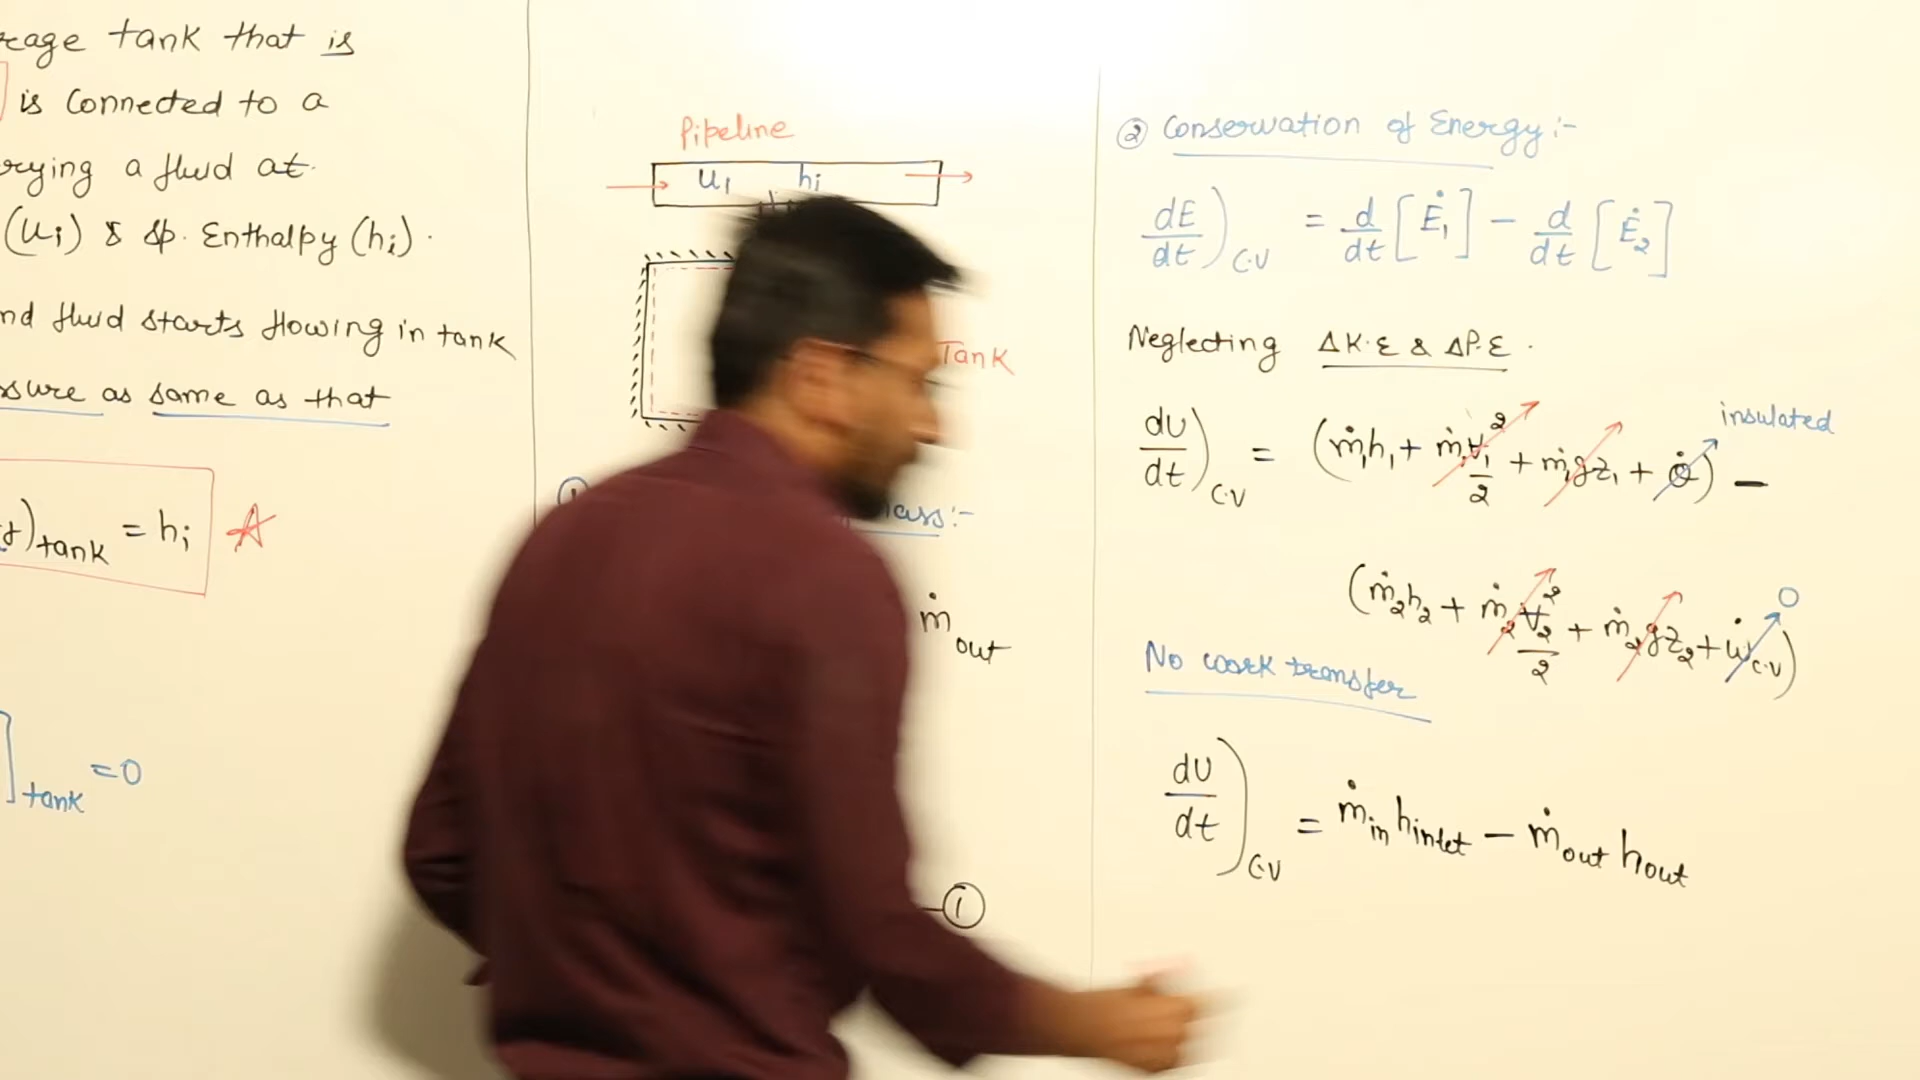 tank that is
is connected to a
a fluid at.
(ui) & sp. Enthalpy (hi).
fluid starts flowing in tank
as same as that
)tank = hi
]tank = 0
Pipeline
u1 hi
Tank
ṁout
1
② Conservation of Energy :-
dE/dt)C.V = d/dt [Ė1] - d/dt [Ė2]
Neglecting ΔK.E & ΔP.E.
insulated
dU/dt)C.V = (ṁ1h1 + ṁ1V1²/2 + ṁ1gz1 + Q̇) -
0
(ṁ2h2 + ṁ2V2²/2 + ṁ2gz2 + ẇC.V)
No work transfer
dU/dt)C.V = ṁin hinlet - ṁout hout